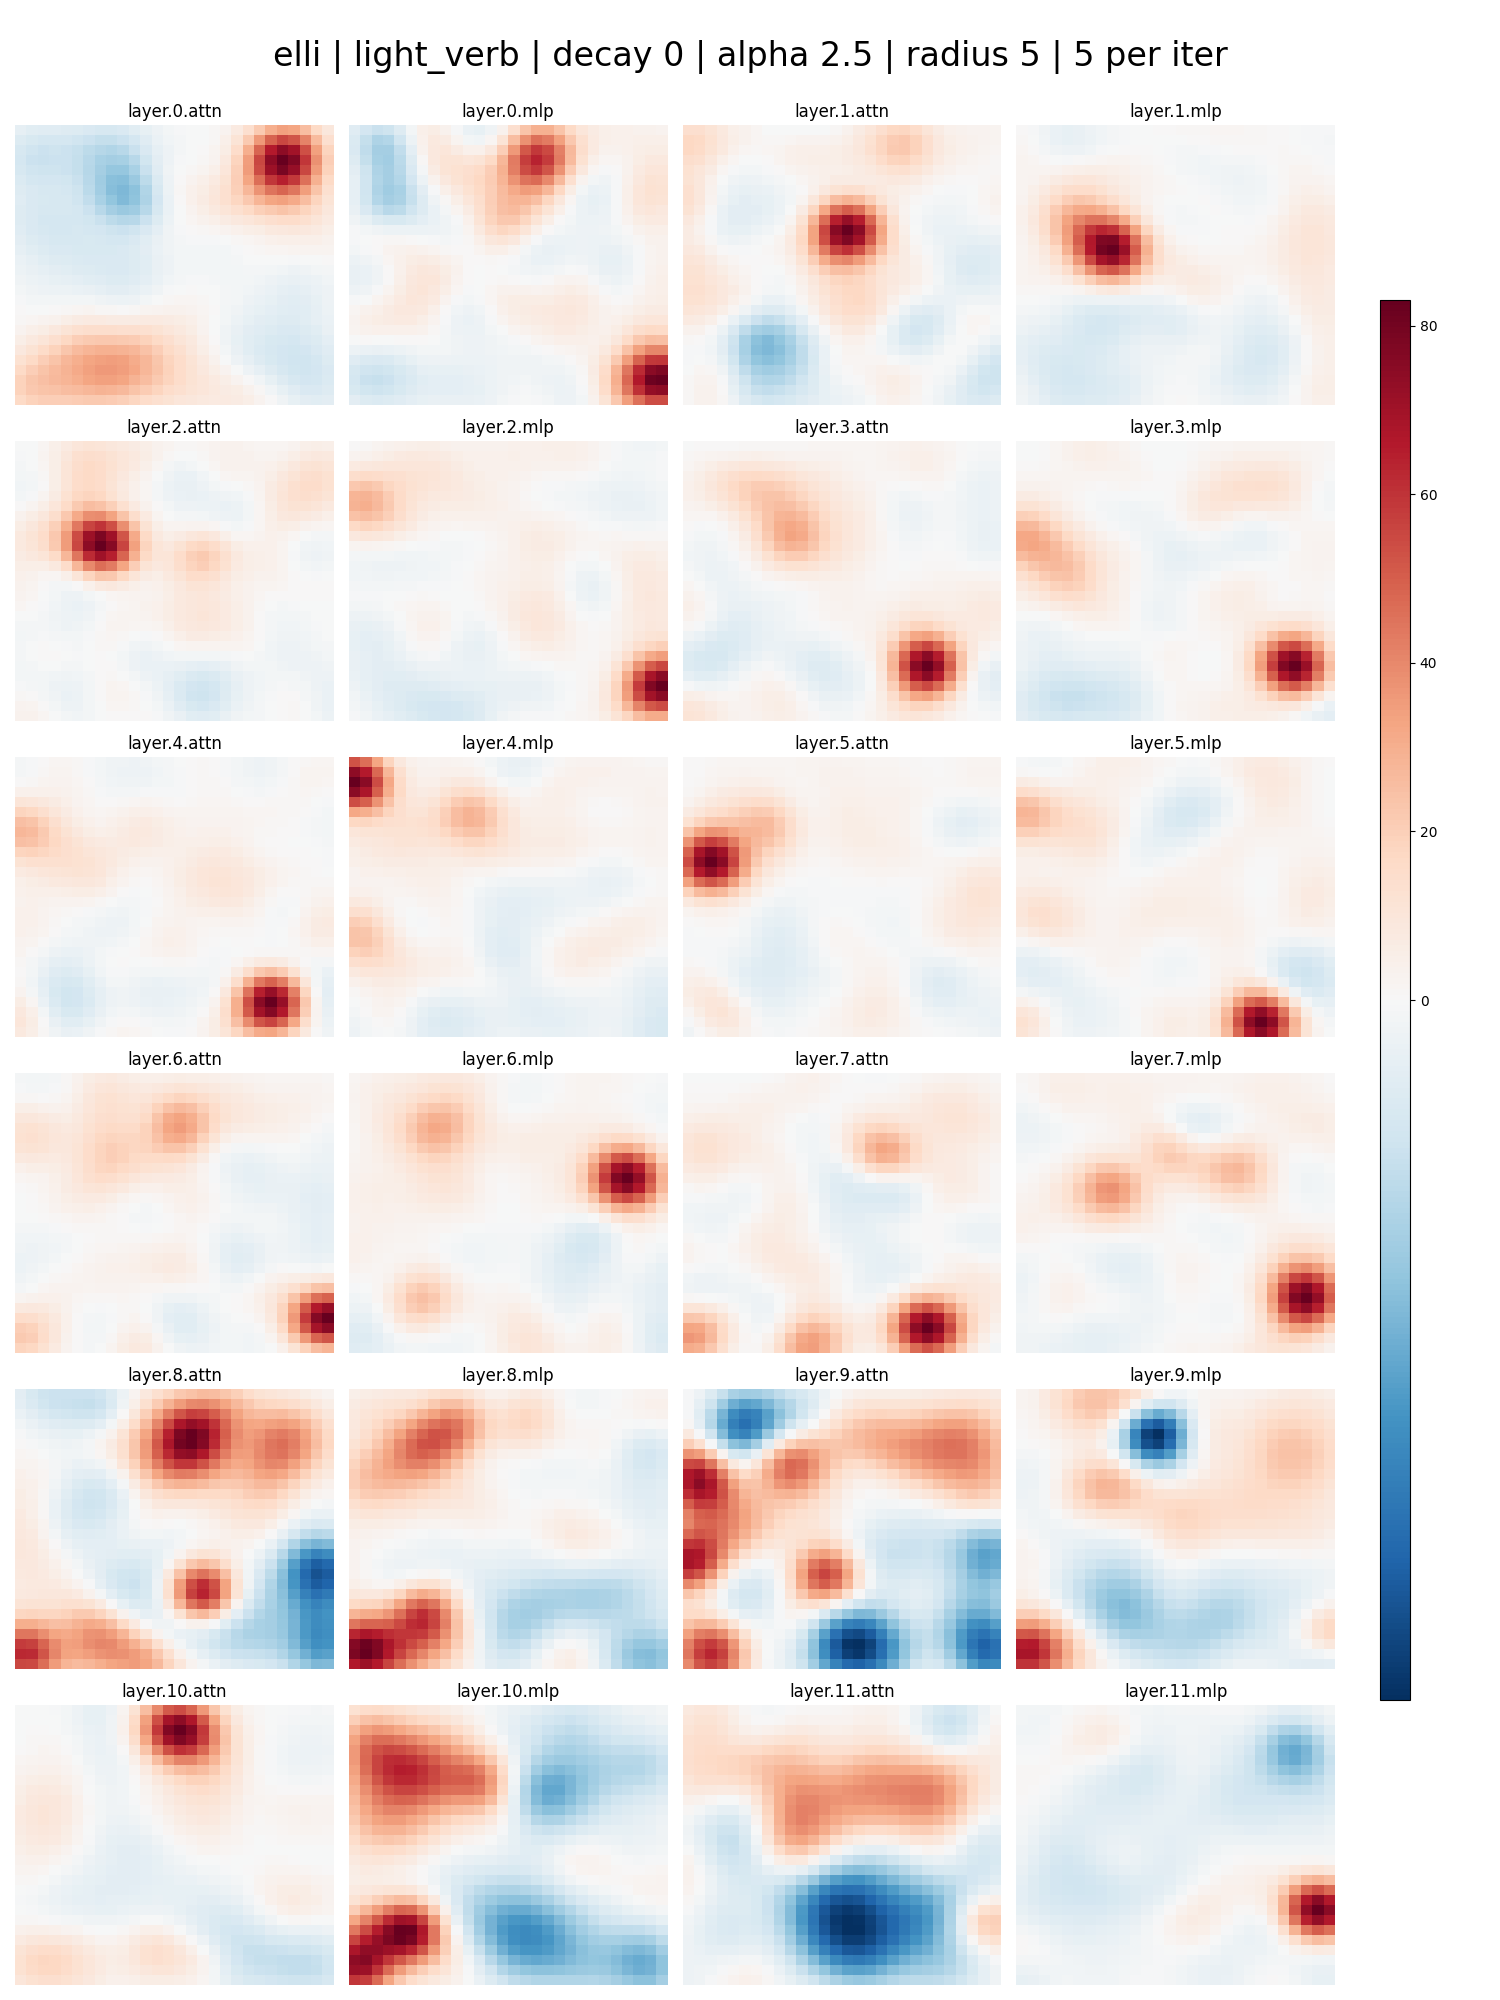 elli | light_verb | decay 0 | alpha 2.5 | radius 5 | 5 per iter
layer.0.attn
layer.0.mlp
layer.1.attn
layer.1.mlp
layer.2.attn
layer.2.mlp
layer.3.attn
layer.3.mlp
layer.4.attn
layer.4.mlp
layer.5.attn
layer.5.mlp
layer.6.attn
layer.6.mlp
layer.7.attn
layer.7.mlp
layer.8.attn
layer.8.mlp
layer.9.attn
layer.9.mlp
layer.10.attn
layer.10.mlp
layer.11.attn
layer.11.mlp
80
60
40
20
0